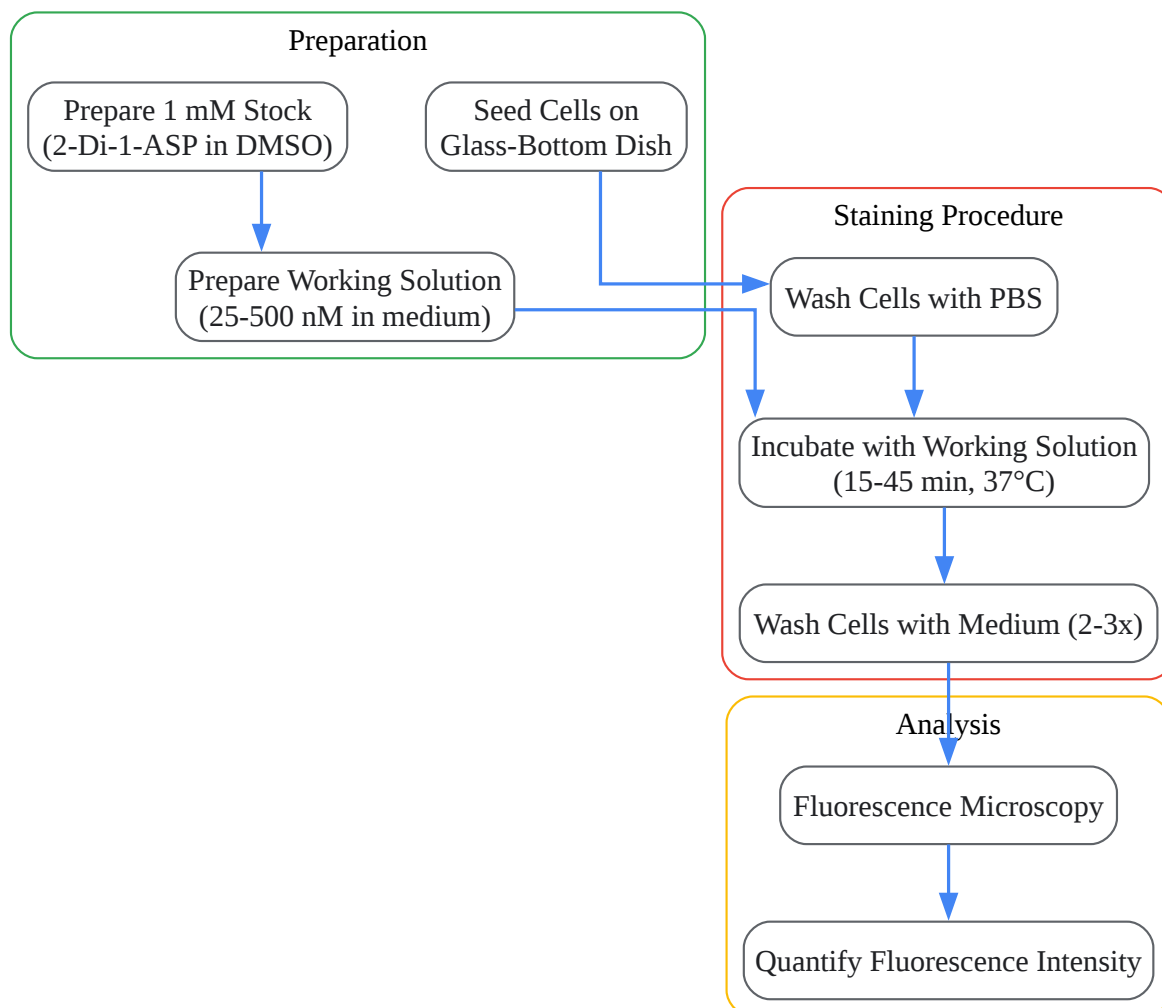 Preparation
Prepare 1 mM Stock
(2-Di-1-ASP in DMSO)
Seed Cells on
Glass-Bottom Dish
Prepare Working Solution
(25-500 nM in medium)
Staining Procedure
Wash Cells with PBS
Incubate with Working Solution
(15-45 min, 37°C)
Wash Cells with Medium (2-3x)
Analysis
Fluorescence Microscopy
Quantify Fluorescence Intensity